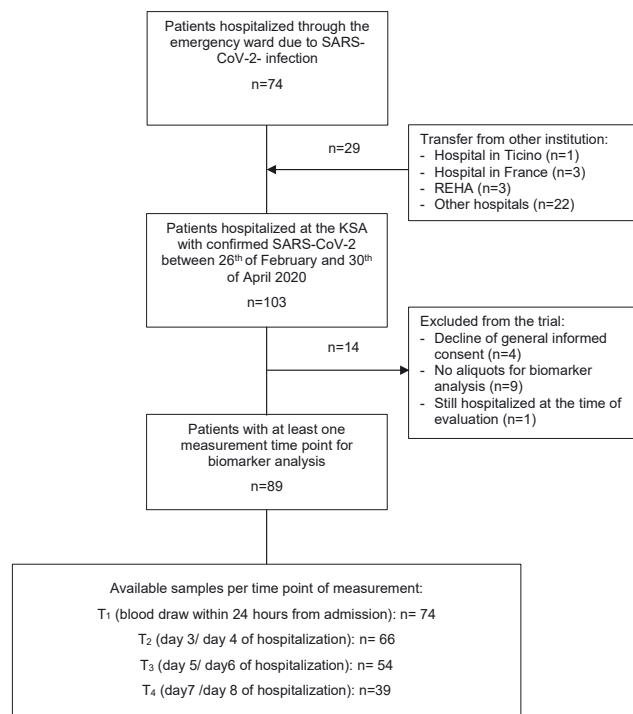 Patients hospitalized through the
emergency ward due to SARS-
CoV-2- infection
n=74
n=29
Transfer from other institution:
- Hospital in Ticino (n=1)
- Hospital in France (n=3)
- REHA (n=3)
- Other hospitals (n=22)
Patients hospitalized at the KSA
with confirmed SARS-CoV-2
between 26th of February and 30th
of April 2020
n=103
n=14
Excluded from the trial:
- Decline of general informed
consent (n=4)
- No aliquots for biomarker
analysis (n=9)
- Still hospitalized at the time of
evaluation (n=1)
Patients with at least one
measurement time point for
biomarker analysis
n=89
Available samples per time point of measurement:
T1 (blood draw within 24 hours from admission): n= 74
T2 (day 3/ day 4 of hospitalization): n= 66
T3 (day 5/ day6 of hospitalization): n= 54
T4 (day7 /day 8 of hospitalization): n=39